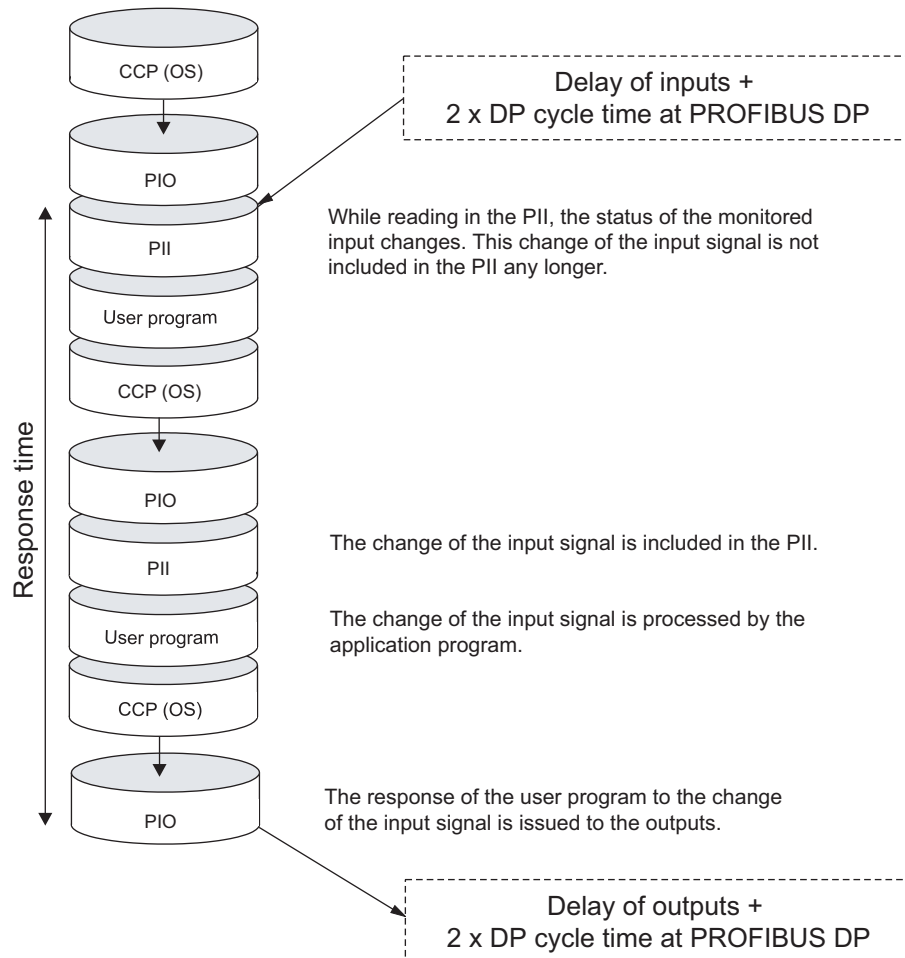 CCP (OS)
Delay of inputs +
2 x DP cycle time at PROFIBUS DP
PIO
While reading in the PII, the status of the monitored
input changes. This change of the input signal is not
included in the PII any longer.
PII
User program
CCP (OS)
Response time
PIO
The change of the input signal is included in the PII.
PII
The change of the input signal is processed by the
application program.
User program
CCP (OS)
The response of the user program to the change
of the input signal is issued to the outputs.
PIO
Delay of outputs +
2 x DP cycle time at PROFIBUS DP